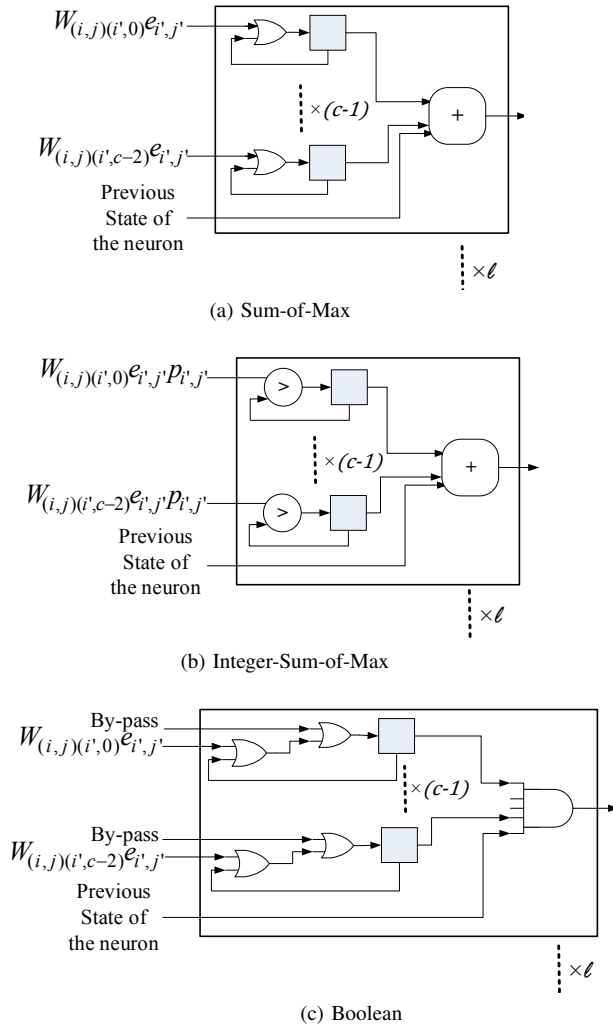 W(i,j)(i',0)ei',j'
×(c-1)
+
W(i,j)(i',c−2)ei',j'
Previous
State of
the neuron
×ℓ
(a) Sum-of-Max
W(i,j)(i',0)ei',j'pi',j'
>
×(c-1)
+
W(i,j)(i',c−2)ei',j'pi',j'
>
Previous
State of
the neuron
×ℓ
(b) Integer-Sum-of-Max
By-pass
W(i,j)(i',0)ei',j'
×(c-1)
By-pass
W(i,j)(i',c−2)ei',j'
Previous
State of
the neuron
×ℓ
(c) Boolean